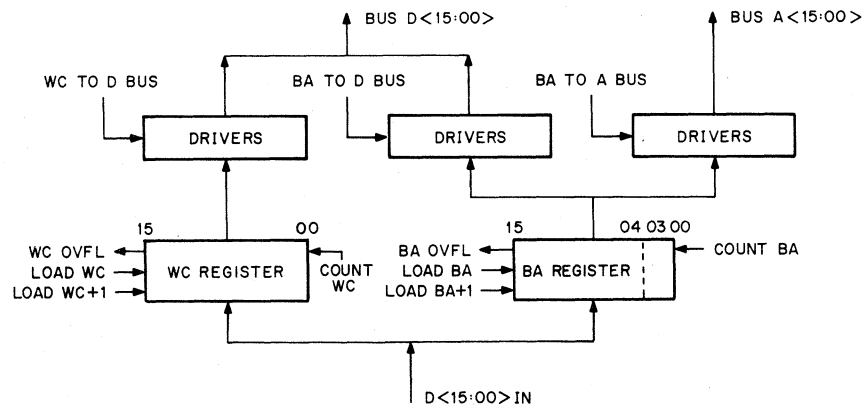 BUS D<15:00>
BUS A<15:00>
WC TO D BUS
BA TO D BUS
BA TO A BUS
DRIVERS
DRIVERS
DRIVERS
15
00
15
04 03 00
WC OVFL
LOAD WC
LOAD WC+1
WC REGISTER
COUNT
WC
BA OVFL
LOAD BA
LOAD BA+1
BA REGISTER
COUNT BA
D<15:00>IN